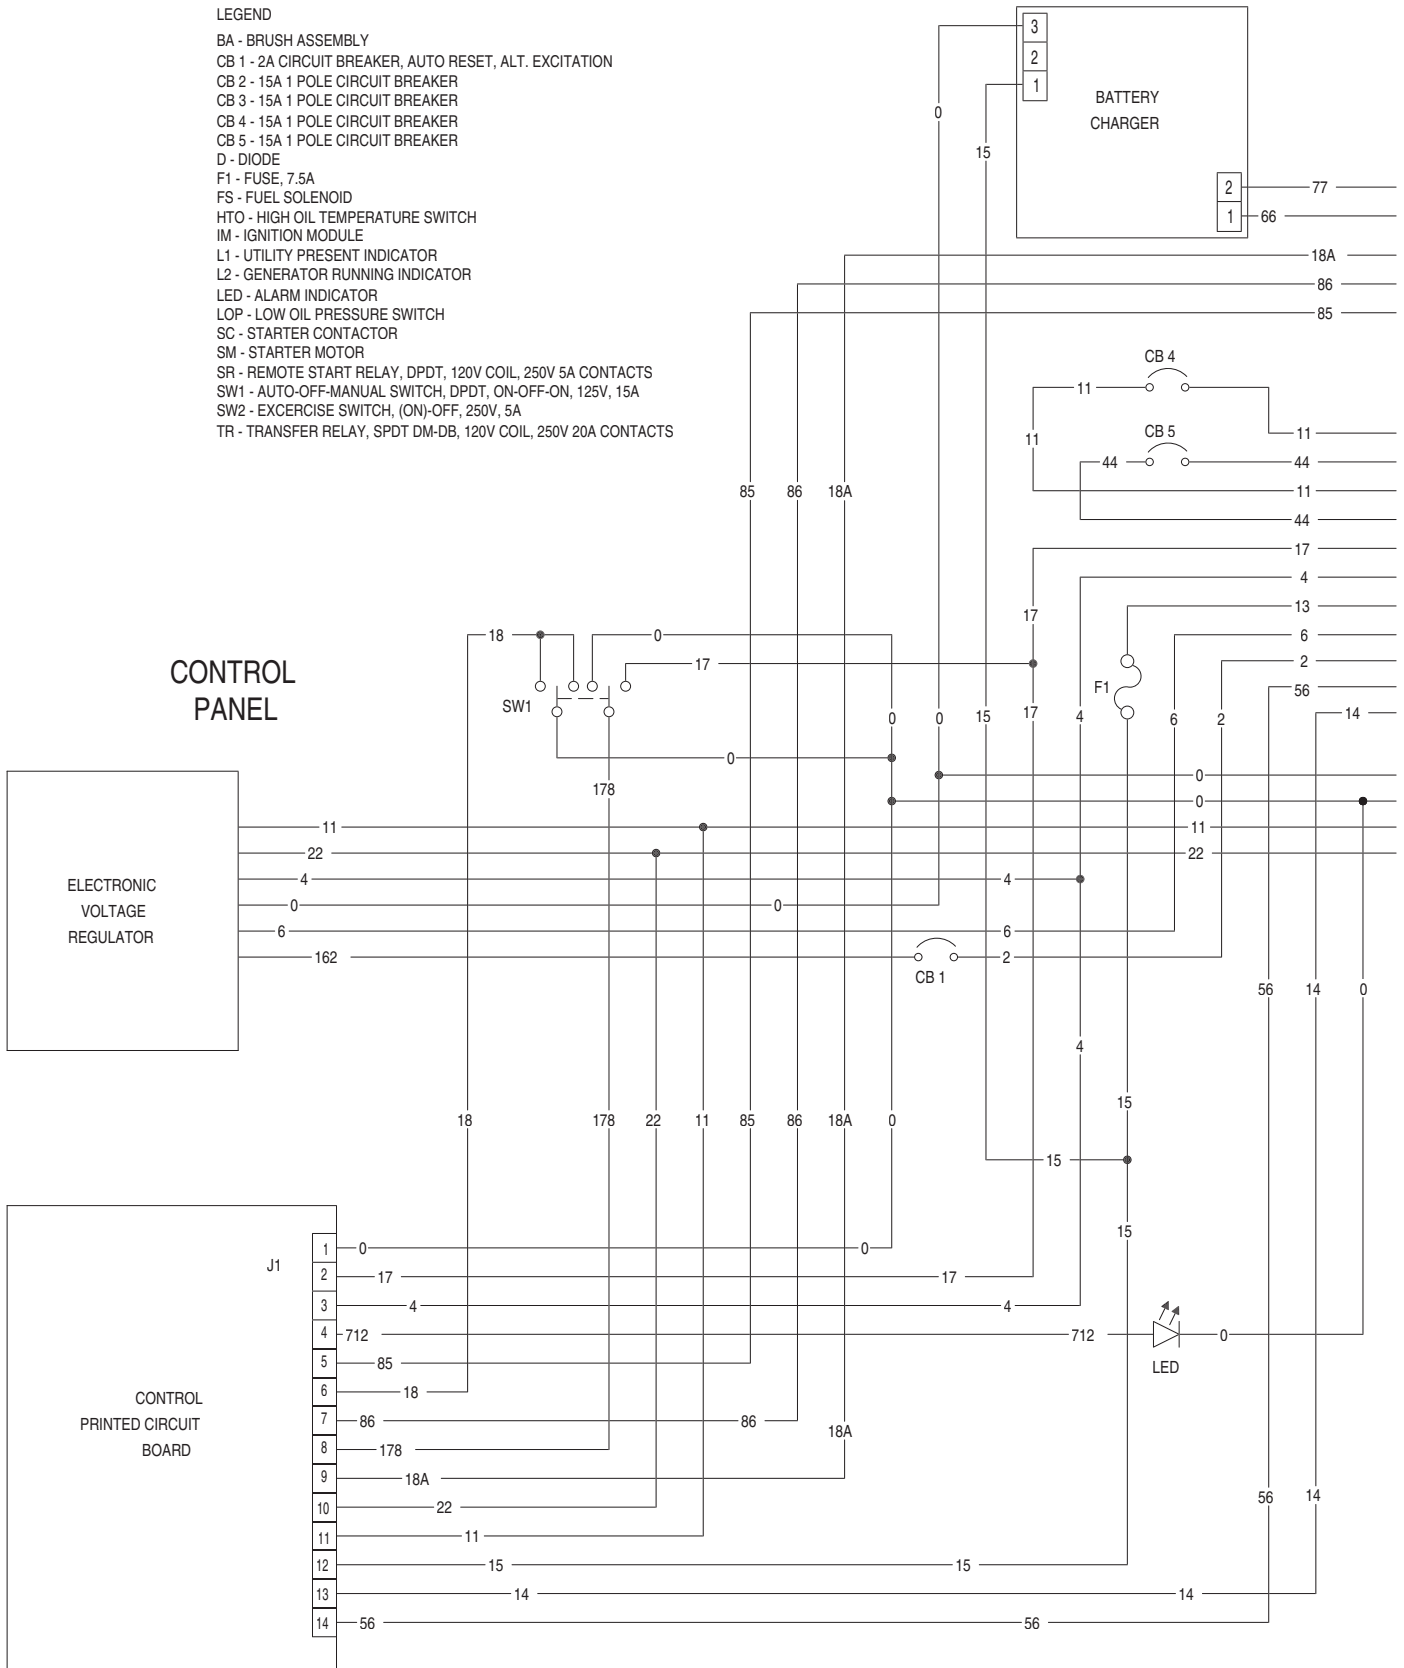 LEGEND
BA - BRUSH ASSEMBLY
CB 1 - 2A CIRCUIT BREAKER, AUTO RESET, ALT. EXCITATION
CB 2 - 15A 1 POLE CIRCUIT BREAKER
CB 3 - 15A 1 POLE CIRCUIT BREAKER
CB 4 - 15A 1 POLE CIRCUIT BREAKER
CB 5 - 15A 1 POLE CIRCUIT BREAKER
D - DIODE
F1 - FUSE, 7.5A
FS - FUEL SOLENOID
HTO - HIGH OIL TEMPERATURE SWITCH
IM - IGNITION MODULE
L1 - UTILITY PRESENT INDICATOR
L2 - GENERATOR RUNNING INDICATOR
LED - ALARM INDICATOR
LOP - LOW OIL PRESSURE SWITCH
SC - STARTER CONTACTOR
SM - STARTER MOTOR
SR - REMOTE START RELAY, DPDT, 120V COIL, 250V 5A CONTACTS
SW1 - AUTO-OFF-MANUAL SWITCH, DPDT, ON-OFF-ON, 125V, 15A
SW2 - EXCERCISE SWITCH, (ON)-OFF, 250V, 5A
TR - TRANSFER RELAY, SPDT DM-DB, 120V COIL, 250V 20A CONTACTS
3
2
1
BATTERY
CHARGER
0
15
2
77
1
66
18A
86
85
CB 4
11
11
11
CB 5
44
44
11
44
85
86
18A
17
4
13
6
2
56
14
17
18
0
17
CONTROL
PANEL
SW1
F1
0
0
15
17
4
6
2
0
178
0
0
11
11
22
22
4
4
0
0
6
6
162
2
CB 1
ELECTRONIC
VOLTAGE
REGULATOR
56
14
0
4
15
18
178
22
11
85
86
18A
0
15
15
J1
1
0
0
2
17
17
3
4
4
4
712
712
0
LED
5
85
6
18
7
86
86
18A
8
178
9
18A
10
22
56
14
11
11
12
15
15
13
14
14
14
56
56
CONTROL
PRINTED CIRCUIT
BOARD